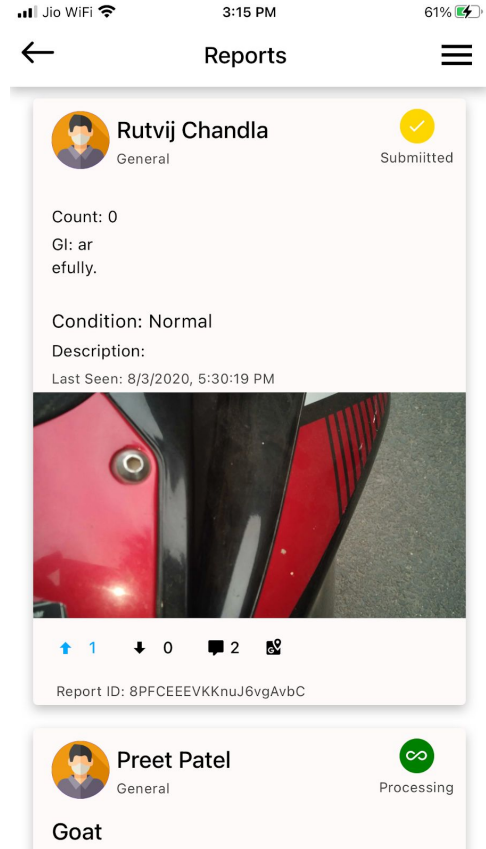 Jio WiFi 3:15 PM 61%
Reports
Rutvij Chandla
General
Submiitted
Count: 0
GI: ar
efully.
Condition: Normal
Description:
Last Seen: 8/3/2020, 5:30:19 PM
1 0 2 G
Report ID: 8PFCEEEVKKnuJ6vgAvbC
Preet Patel
General
Processing
Goat